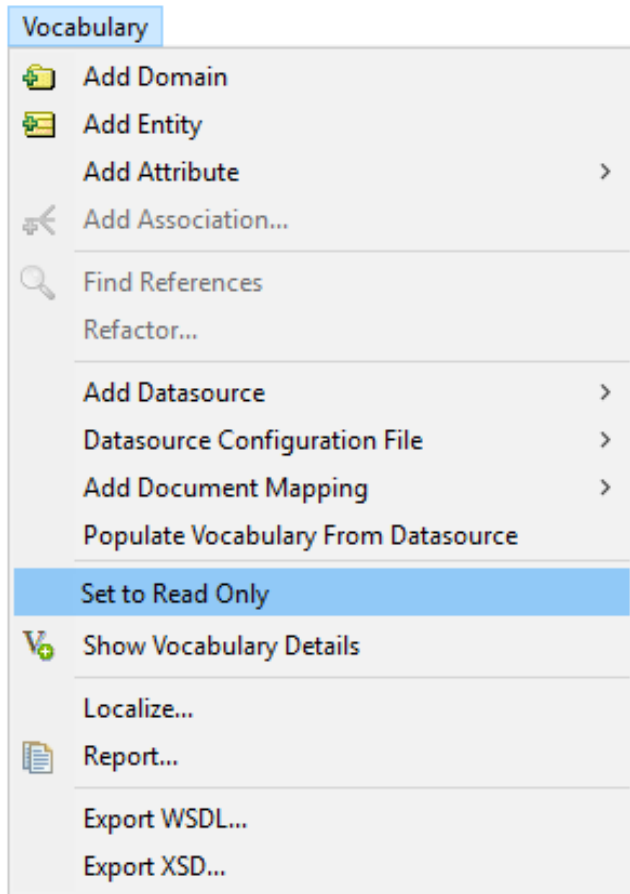 Vocabulary
Add Domain
Add Entity
Add Attribute
Add Association...
Find References
Refactor...
Add Datasource
Datasource Configuration File
Add Document Mapping
Populate Vocabulary From Datasource
Set to Read Only
Show Vocabulary Details
Localize...
Report...
Export WSDL...
Export XSD...